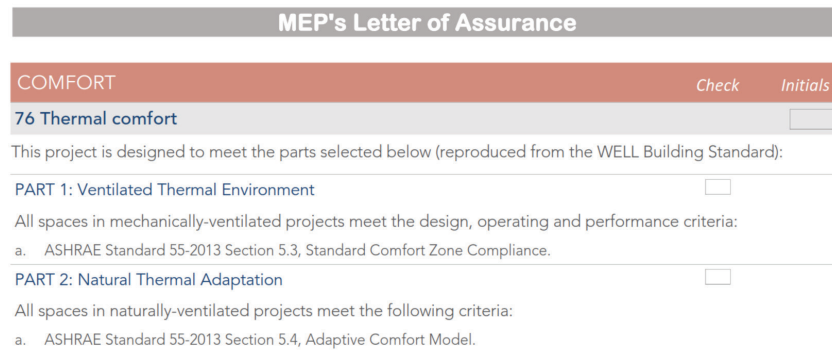 MEP's Letter of Assurance
COMFORT Check Initials
76 Thermal comfort
This project is designed to meet the parts selected below (reproduced from the WELL Building Standard):
PART 1: Ventilated Thermal Environment
All spaces in mechanically-ventilated projects meet the design, operating and performance criteria:
a. ASHRAE Standard 55-2013 Section 5.3, Standard Comfort Zone Compliance.
PART 2: Natural Thermal Adaptation
All spaces in naturally-ventilated projects meet the following criteria:
a. ASHRAE Standard 55-2013 Section 5.4, Adaptive Comfort Model.